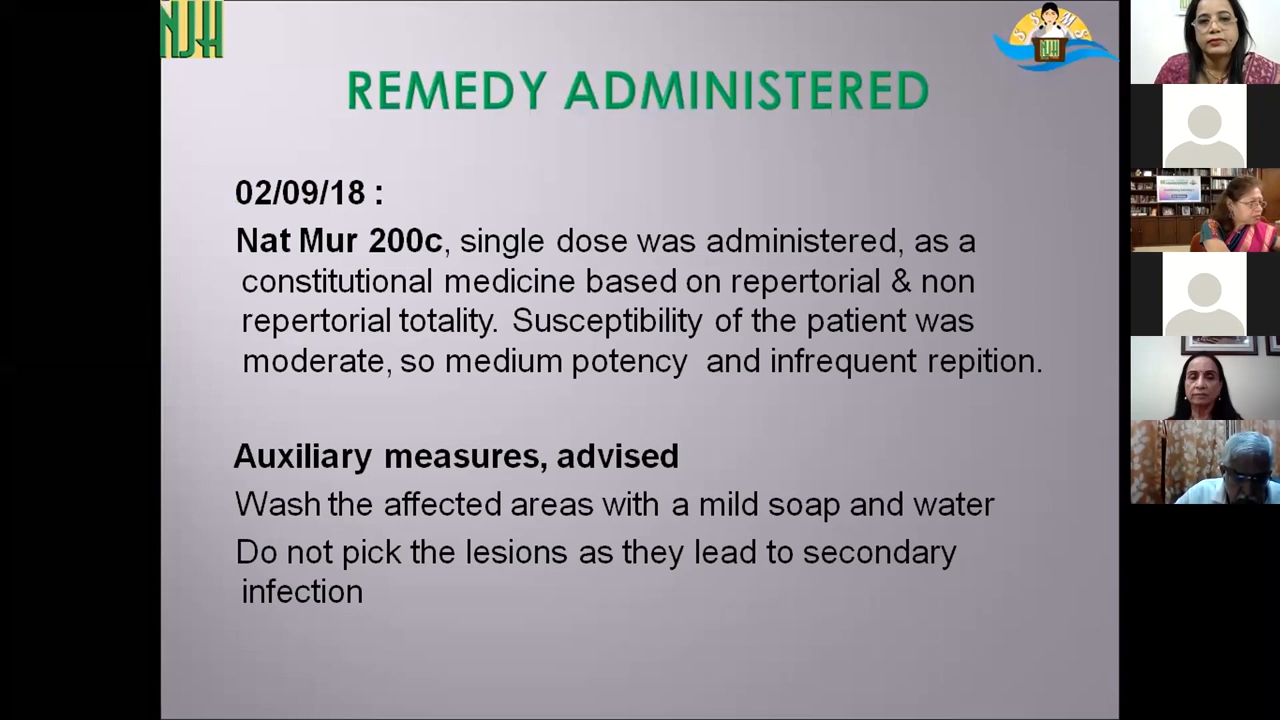 NJH
S S M S
NJH
REMEDY ADMINISTERED
02/09/18 :
Nat Mur 200c, single dose was administered, as a
constitutional medicine based on repertorial & non
repertorial totality. Susceptibility of the patient was
moderate, so medium potency and infrequent repition.
Auxiliary measures, advised
Wash the affected areas with a mild soap and water
Do not pick the lesions as they lead to secondary
infection